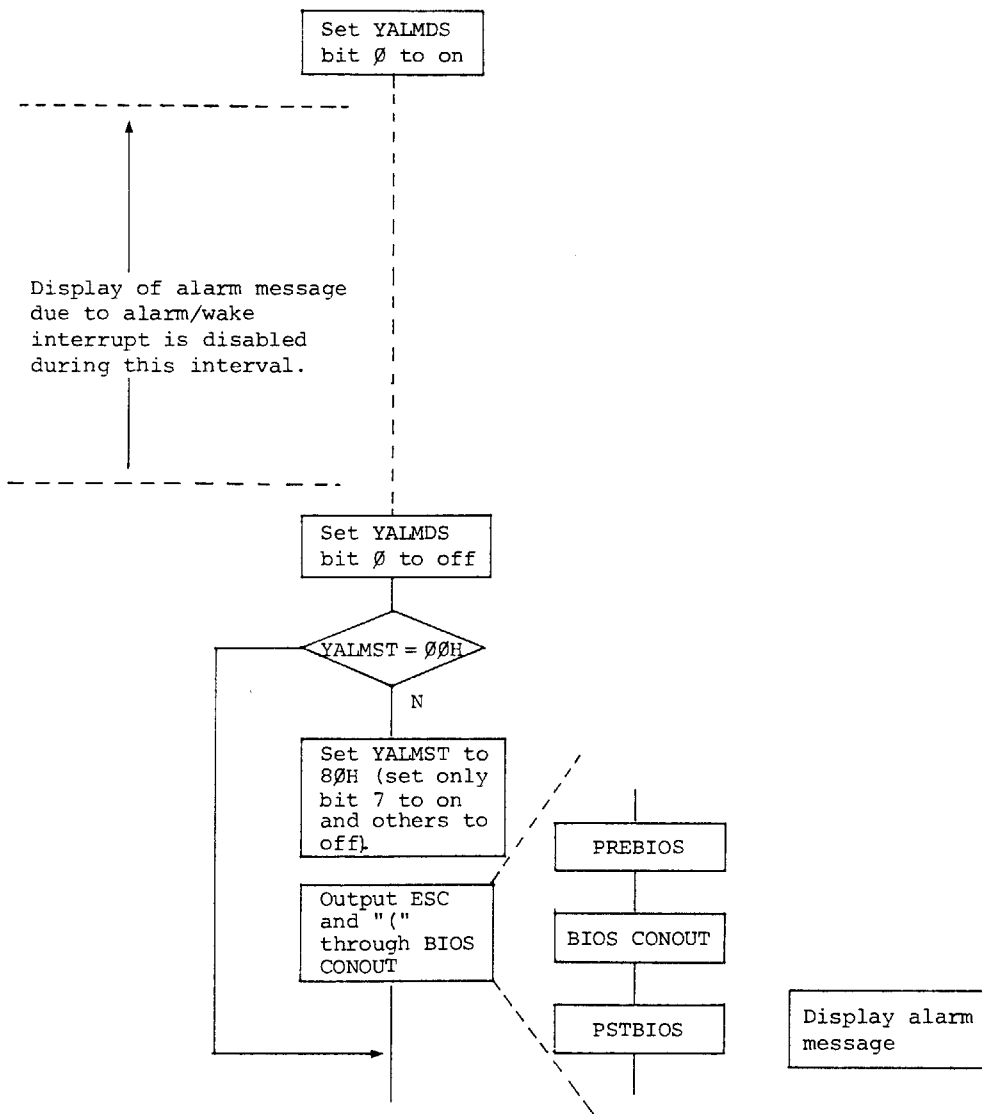 Set YALMDS
bit Ø to on
Display of alarm message
due to alarm/wake
interrupt is disabled
during this interval.
Set YALMDS
bit Ø to off
YALMST = ØØH
N
Set YALMST to
8ØH (set only
bit 7 to on
and others to
off).
Output ESC
and "("
through BIOS
CONOUT
PREBIOS
BIOS CONOUT
PSTBIOS
Display alarm
message